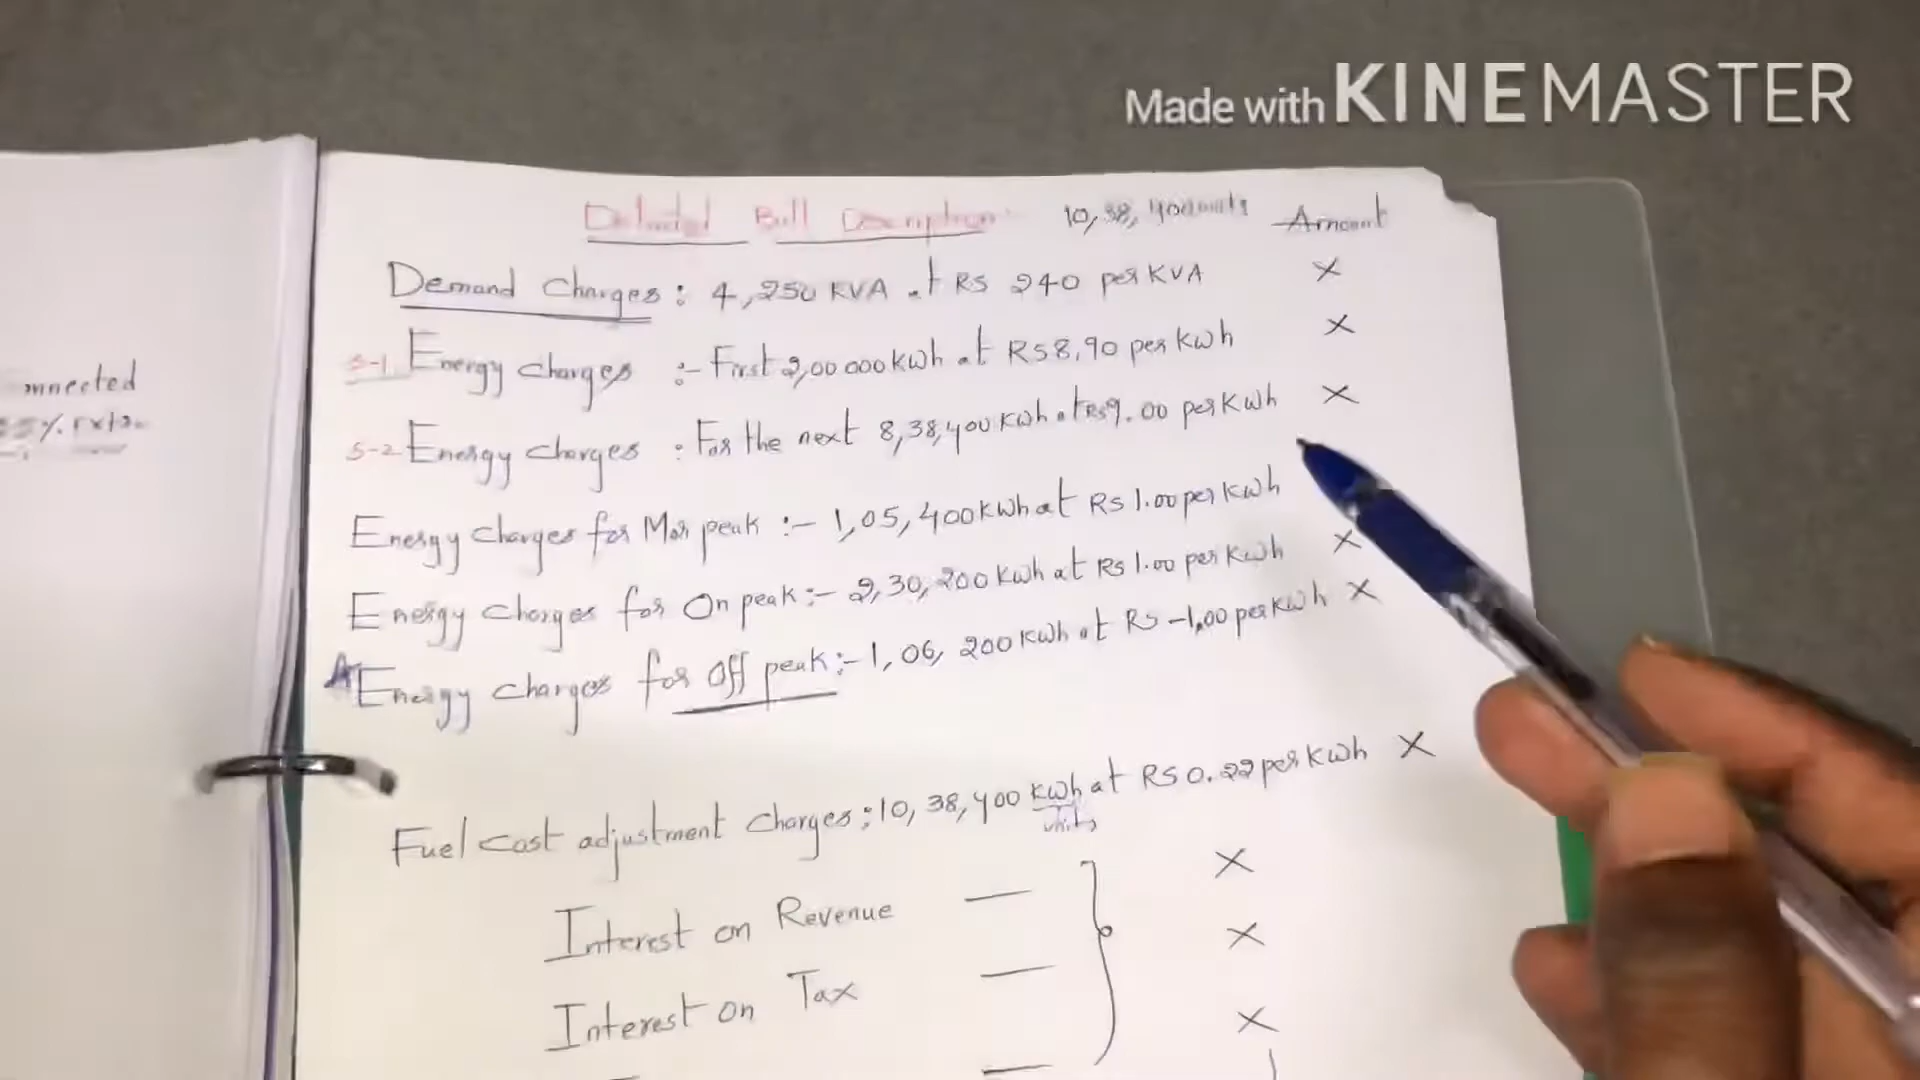 Made with KINEMASTER
Detailed Bill Description:- 10,38,400units Amount
Demand Charges : 4,250 KVA at RS 240 per KVA X
nnected
S-1 Energy charges :- First 2,00 000 kwh at RS 8.90 per kwh X
S-2 Energy charges : For the next 8,38,400 kwh at Rs9.00 per kwh X
Energy charges for Mor peak :- 1,05,400 kwh at Rs 1.00 per kwh
Energy charges for On peak :- 2,30,200 kwh at Rs 1.00 per kwh X
Energy charges for Off peak :- 1,06,200 kwh at Rs -1.00 per kwh X
Fuel Cost adjustment charges : 10,38,400 kwh at RS 0.22 per kwh X
units
Interest on Revenue — X
Interest on Tax — X
— X